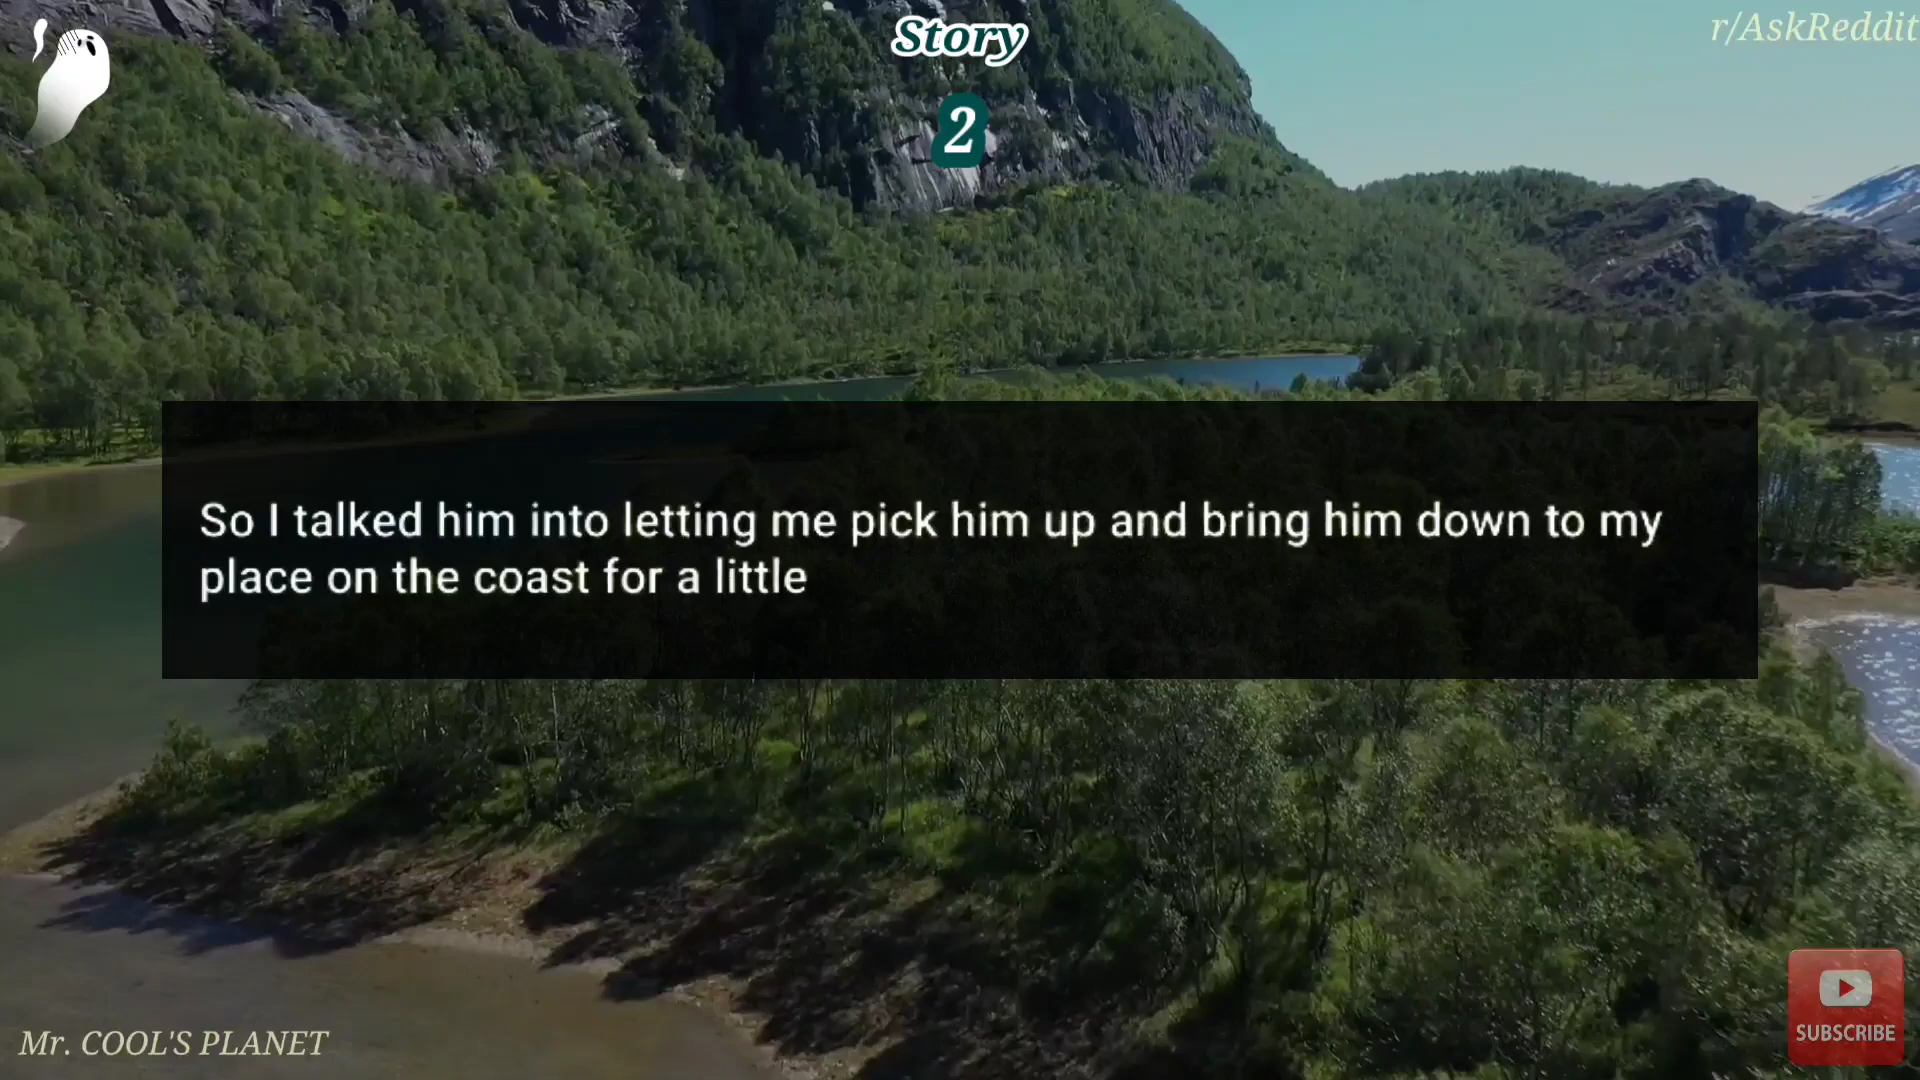 Story
r/AskReddit
2
So I talked him into letting me pick him up and bring him down to my
place on the coast for a little
Mr. COOL'S PLANET
SUBSCRIBE